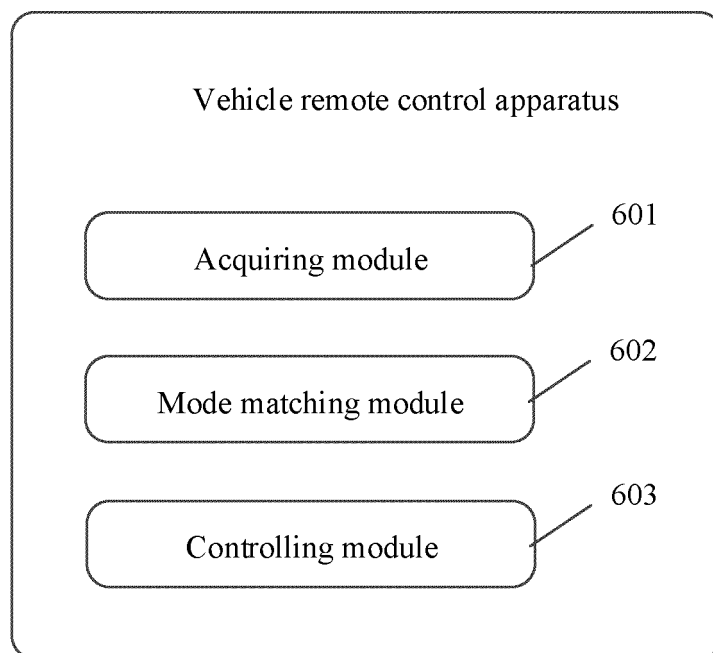 Vehicle remote control apparatus
601
Acquiring module
602
Mode matching module
603
Controlling module